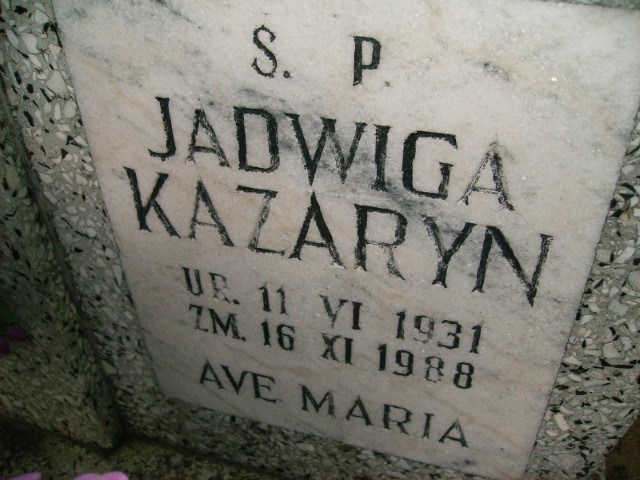 S. P.
JADWIGA
KAZARYN
UR. 11 VI 1931
ZM. 16 XI 1988
AVE MARIA